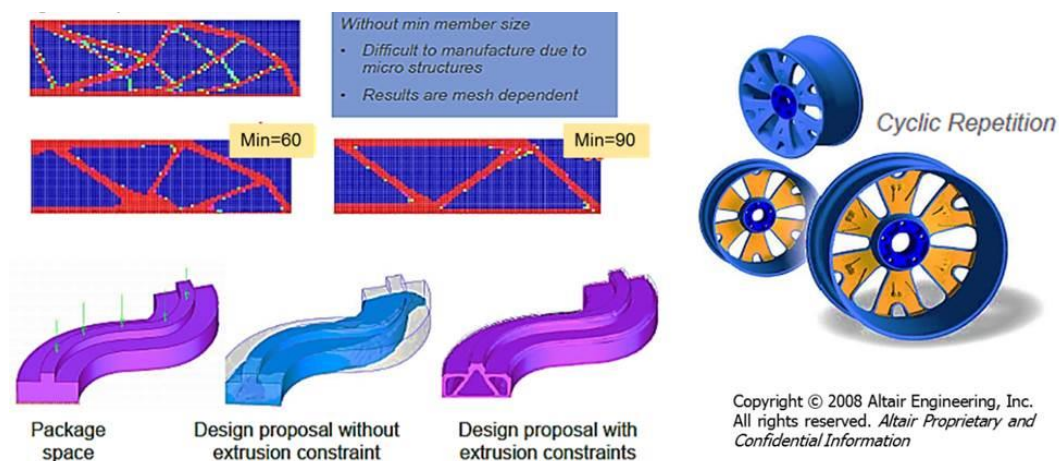 Without min member size
• Difficult to manufacture due to
micro structures
• Results are mesh dependent
Min=60
Min=90
Cyclic Repetition
Package
space
Design proposal without
extrusion constraint
Design proposal with
extrusion constraints
Copyright © 2008 Altair Engineering, Inc.
All rights reserved. Altair Proprietary and
Confidential Information